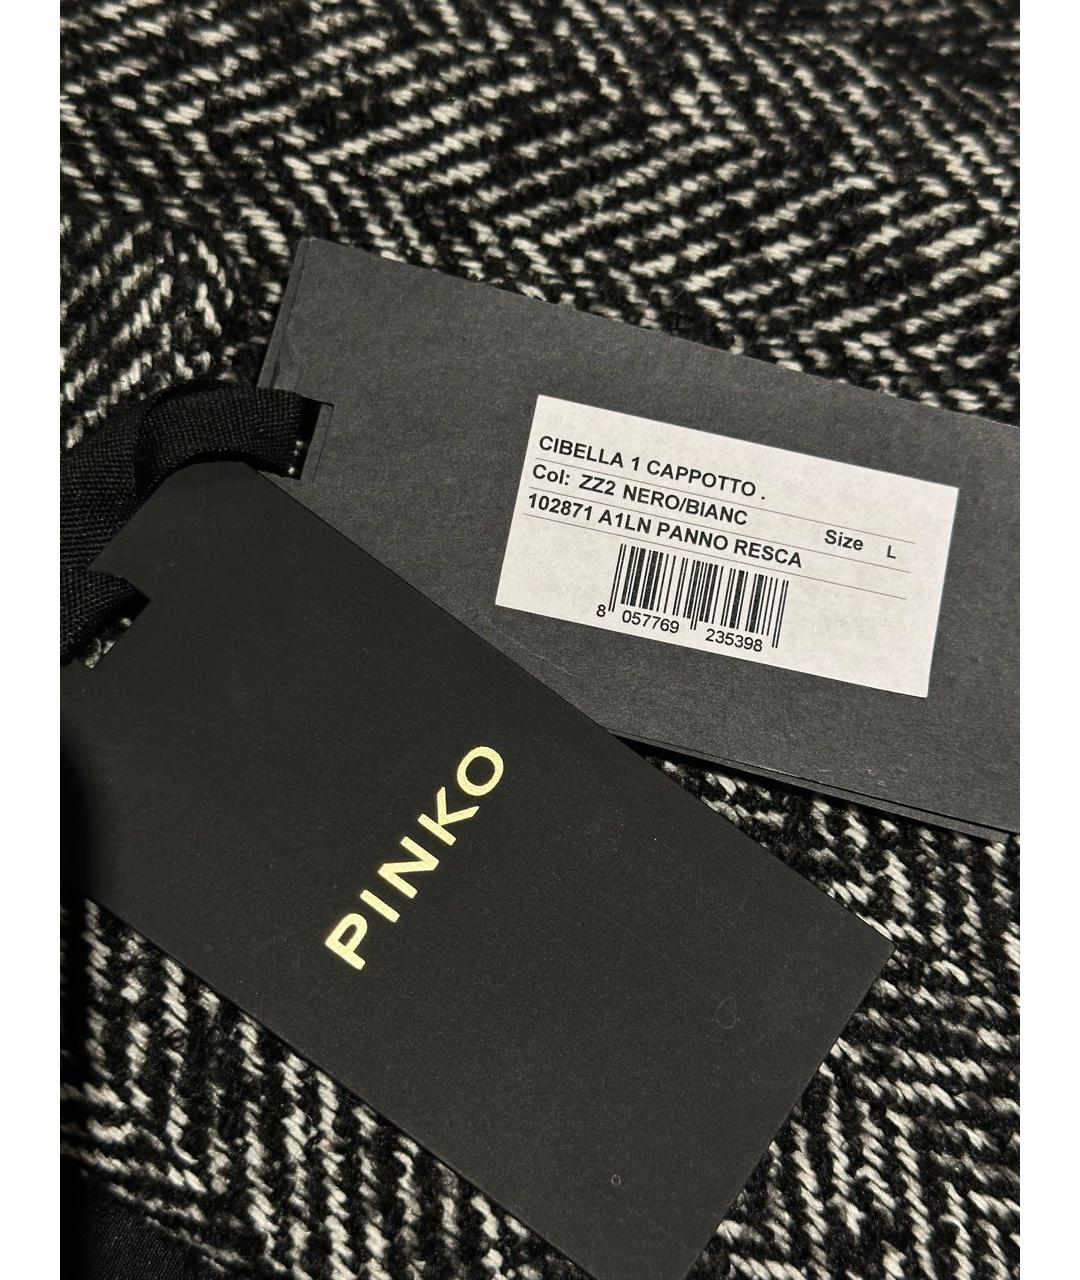 CIBELLA 1 CAPPOTTO .
Col: ZZ2 NERO/BIANC Size L
102871 A1LN PANNO RESCA
8 057769 235398
PINKO